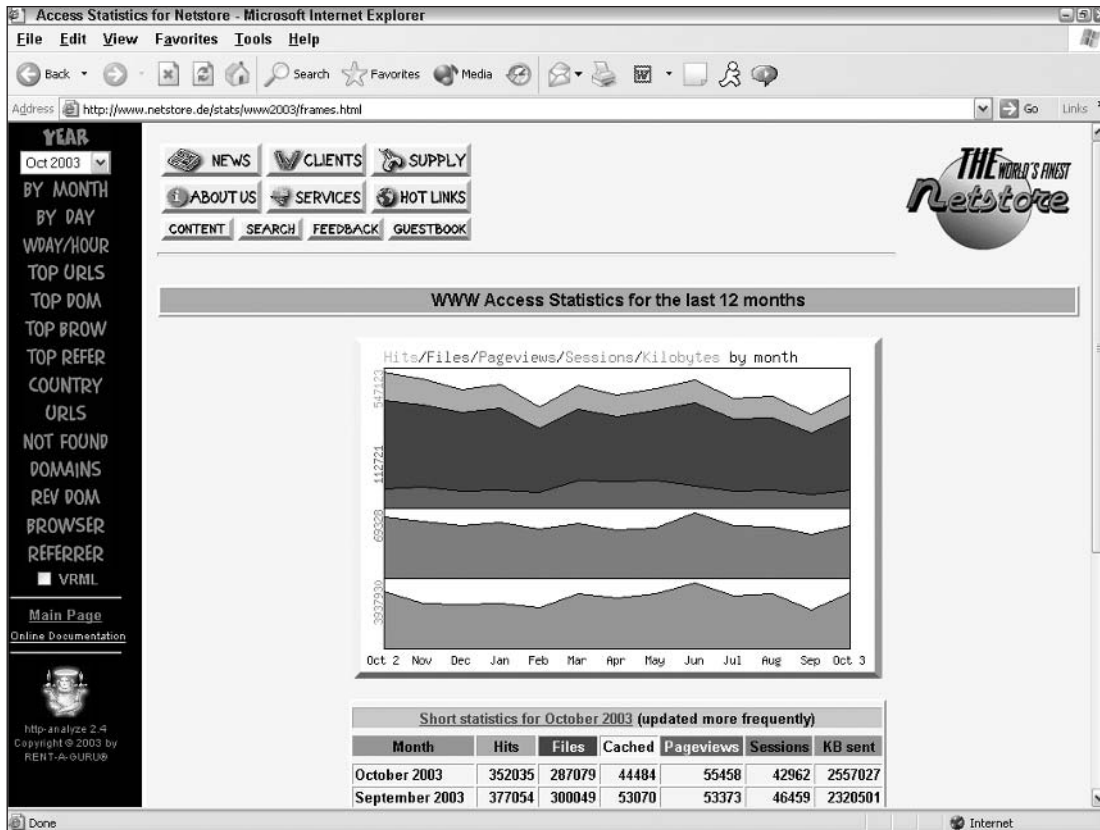 Access Statistics for Netstore - Microsoft Internet Explorer
File Edit View Favorites Tools Help
Back Search Favorites Media
Address http://www.netstore.de/stats/www2003/frames.html Go Links
YEAR
Oct 2003
BY MONTH
BY DAY
WDAY/HOUR
TOP URLS
TOP DOM
TOP BROW
TOP REFER
COUNTRY
URLS
NOT FOUND
DOMAINS
REV DOM
BROWSER
REFERRER
VRML
Main Page
Online Documentation
http-analyze 2.4
Copyright © 2003 by
RENT-A-GURU®
NEWS CLIENTS SUPPLY
ABOUT US SERVICES HOT LINKS
CONTENT SEARCH FEEDBACK GUESTBOOK
THE WORLD'S FINEST
Netstore
WWW Access Statistics for the last 12 months
Hits/Files/Pageviews/Sessions/Kilobytes by month
547123
112721
69328
3937930
Oct 2 Nov Dec Jan Feb Mar Apr May Jun Jul Aug Sep Oct 3
Short statistics for October 2003 (updated more frequently)
Month Hits Files Cached Pageviews Sessions KB sent
October 2003 352035 287079 44484 55458 42962 2557027
September 2003 377054 300049 53070 53373 46459 2320501
Done Internet